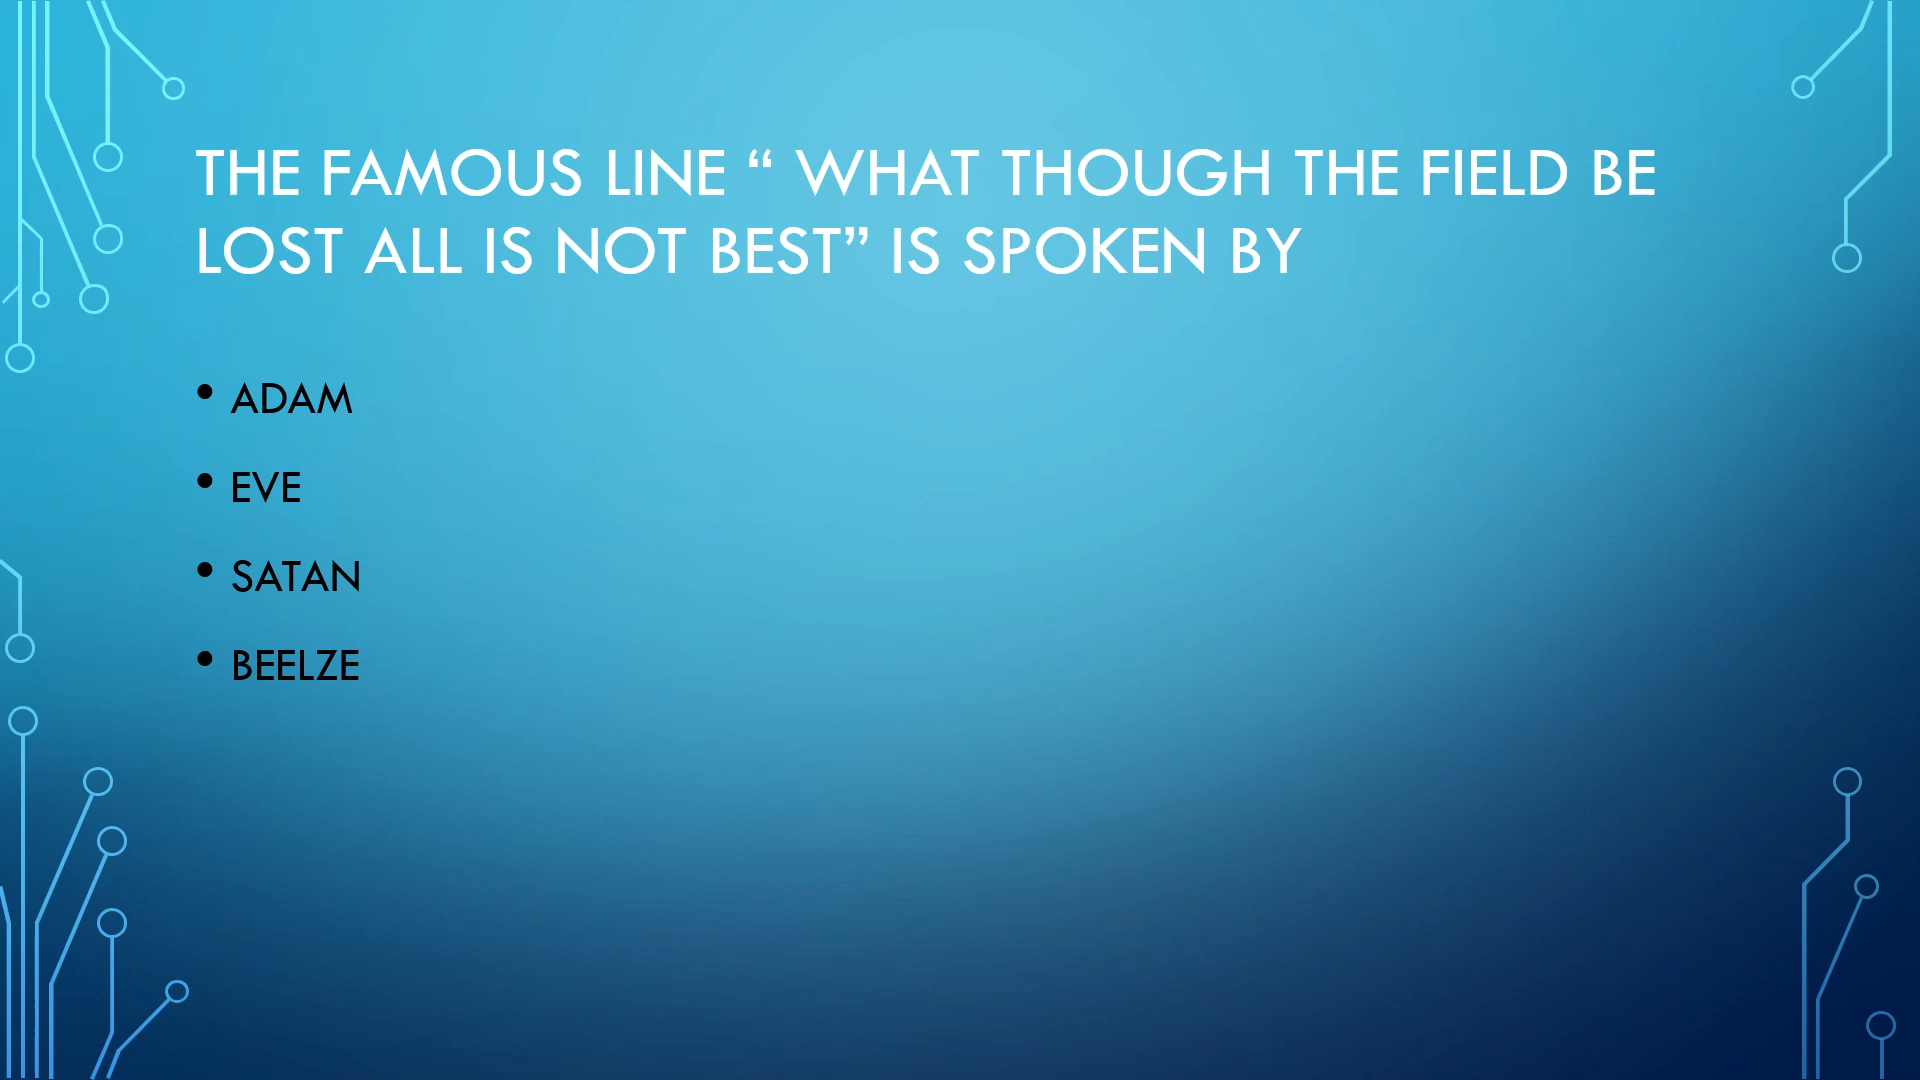 THE FAMOUS LINE “ WHAT THOUGH THE FIELD BE
LOST ALL IS NOT BEST” IS SPOKEN BY
• ADAM
• EVE
• SATAN
• BEELZE